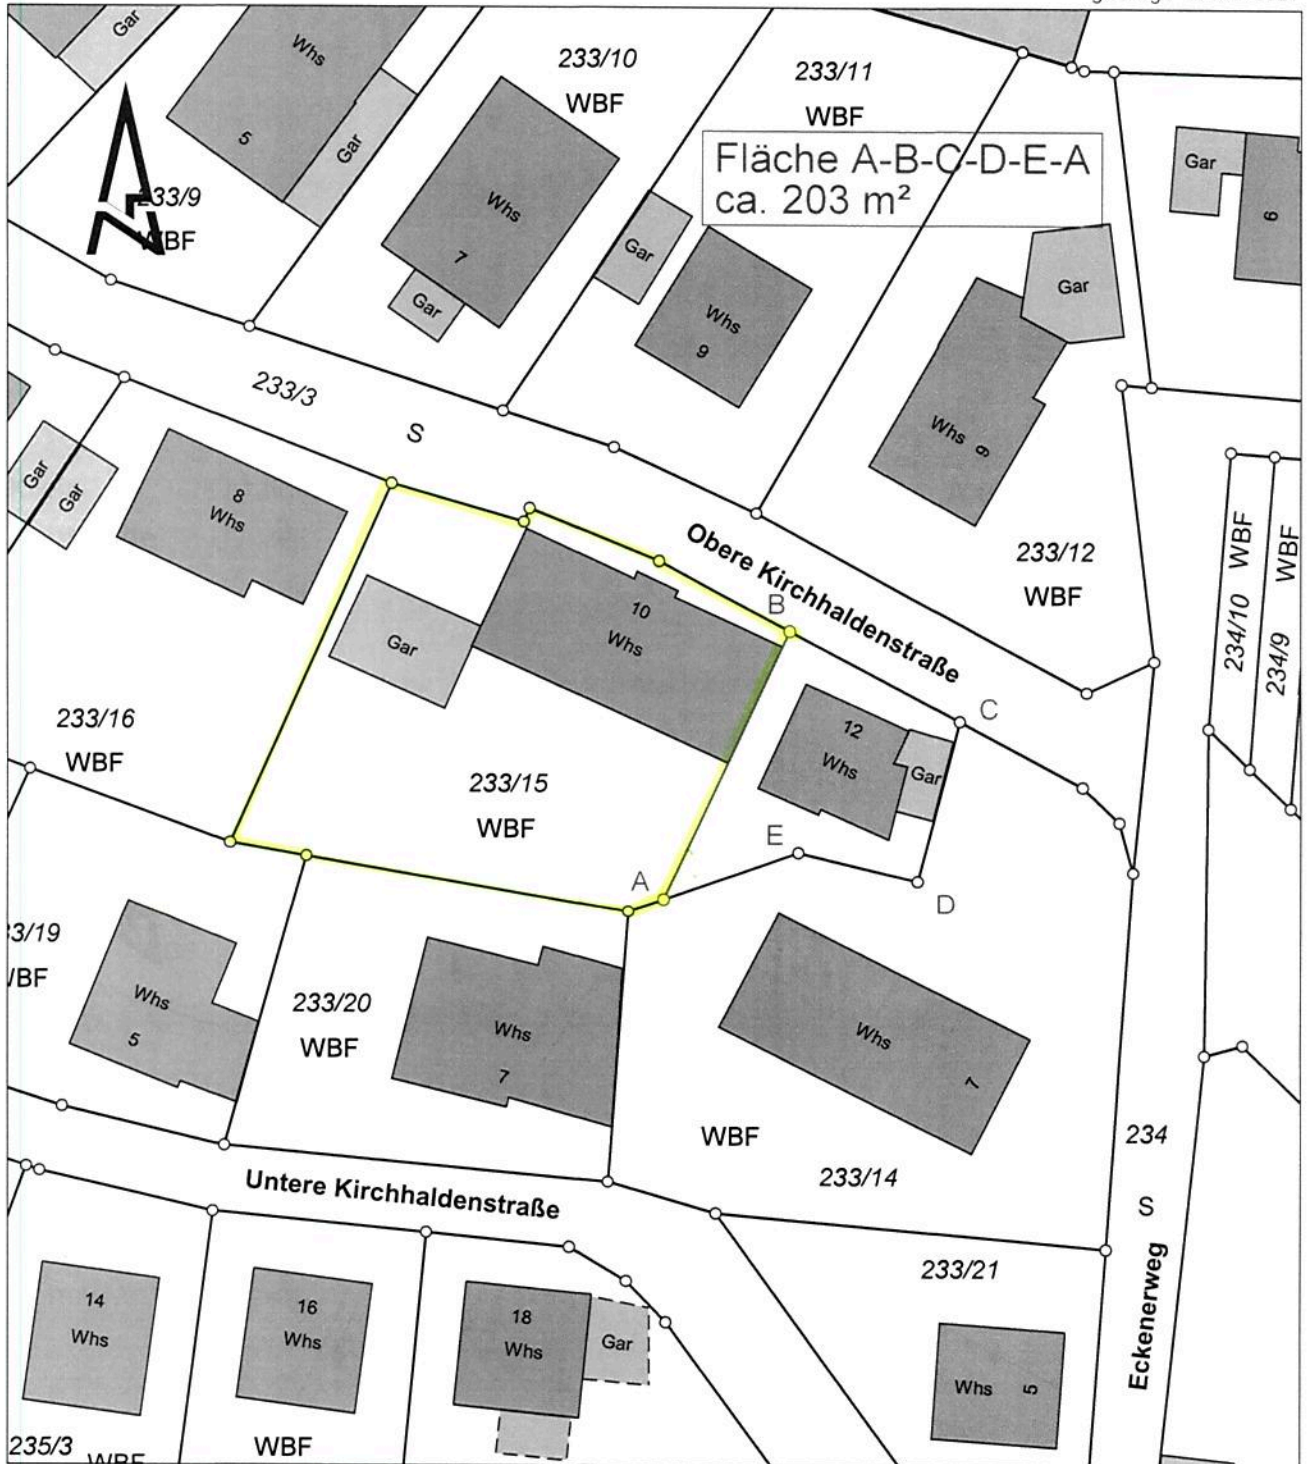 Gar
Whs
5
Gar
233/10
WBF
233/11
WBF
Fläche A-B-C-D-E-A
ca. 203 m²
Gar
6
233/9
WBF
N
Whs
7
Gar
Gar
Whs
9
Gar
Whs 9
233/3
S
Gar
Gar
8
Whs
Obere Kirchhaldenstraße
233/12
WBF
234/10 WBF
234/9 WBF
B
10
Whs
Gar
C
12
Whs
Gar
233/16
WBF
233/15
WBF
E
A
D
3/19
WBF
Whs
5
233/20
WBF
Whs
7
Whs
7
WBF
233/14
234
S
Eckenerweg
Untere Kirchhaldenstraße
233/21
14
Whs
16
Whs
18
Whs
Gar
Whs 5
235/3
WBF
WBF